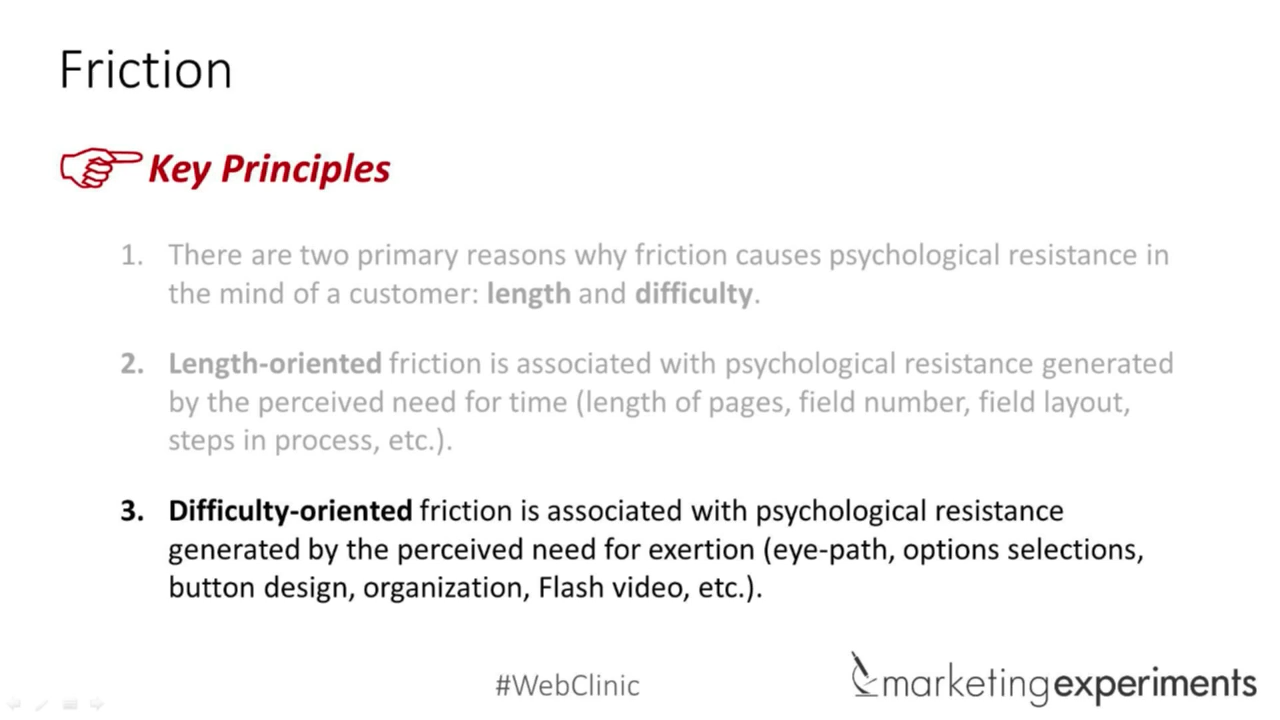 Friction
Key Principles
1. There are two primary reasons why friction causes psychological resistance in
the mind of a customer: length and difficulty.
2. Length-oriented friction is associated with psychological resistance generated
by the perceived need for time (length of pages, field number, field layout,
steps in process, etc.).
3. Difficulty-oriented friction is associated with psychological resistance
generated by the perceived need for exertion (eye-path, options selections,
button design, organization, Flash video, etc.).
#WebClinic
marketingexperiments